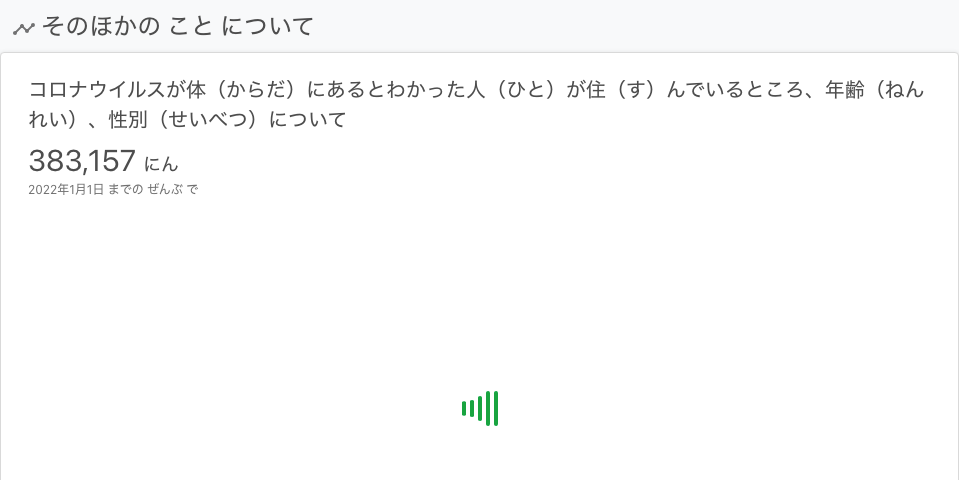 そのほかの こと について
コロナウイルスが体（からだ）にあるとわかった人（ひと）が住（す）んでいるところ、年齢（ねん
れい）、性別（せいべつ）について
383,157 にん
2022年1月1日 までの ぜんぶ で